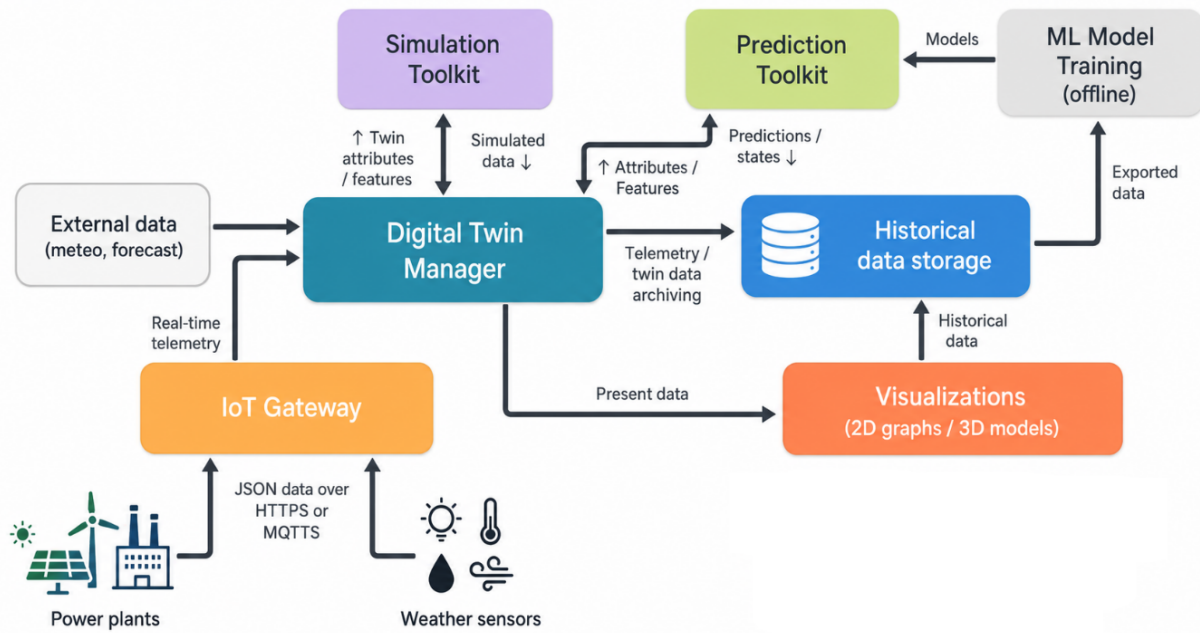 Simulation
Toolkit
Prediction
Toolkit
Models
ML Model
Training
(offline)
↑ Twin
attributes
/ features
Simulated
data ↓
↑ Attributes /
Features
Predictions /
states ↓
Exported
data
External data
(meteo, forecast)
Digital Twin
Manager
Telemetry /
twin data
archiving
Historical
data storage
Real-time
telemetry
Historical
data
IoT Gateway
Present data
Visualizations
(2D graphs / 3D models)
JSON data over
HTTPS or
MQTTS
Power plants
Weather sensors